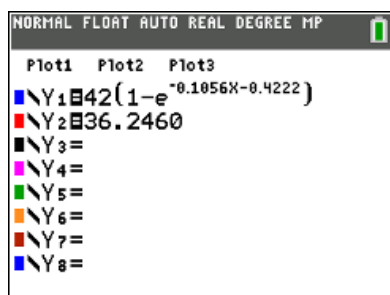 NORMAL FLOAT AUTO REAL DEGREE MP
Plot1 Plot2 Plot3
\Y₁=42(1-e^(-0.1056X-0.4222))
\Y₂=36.2460
\Y₃=
\Y₄=
\Y₅=
\Y₆=
\Y₇=
\Y₈=